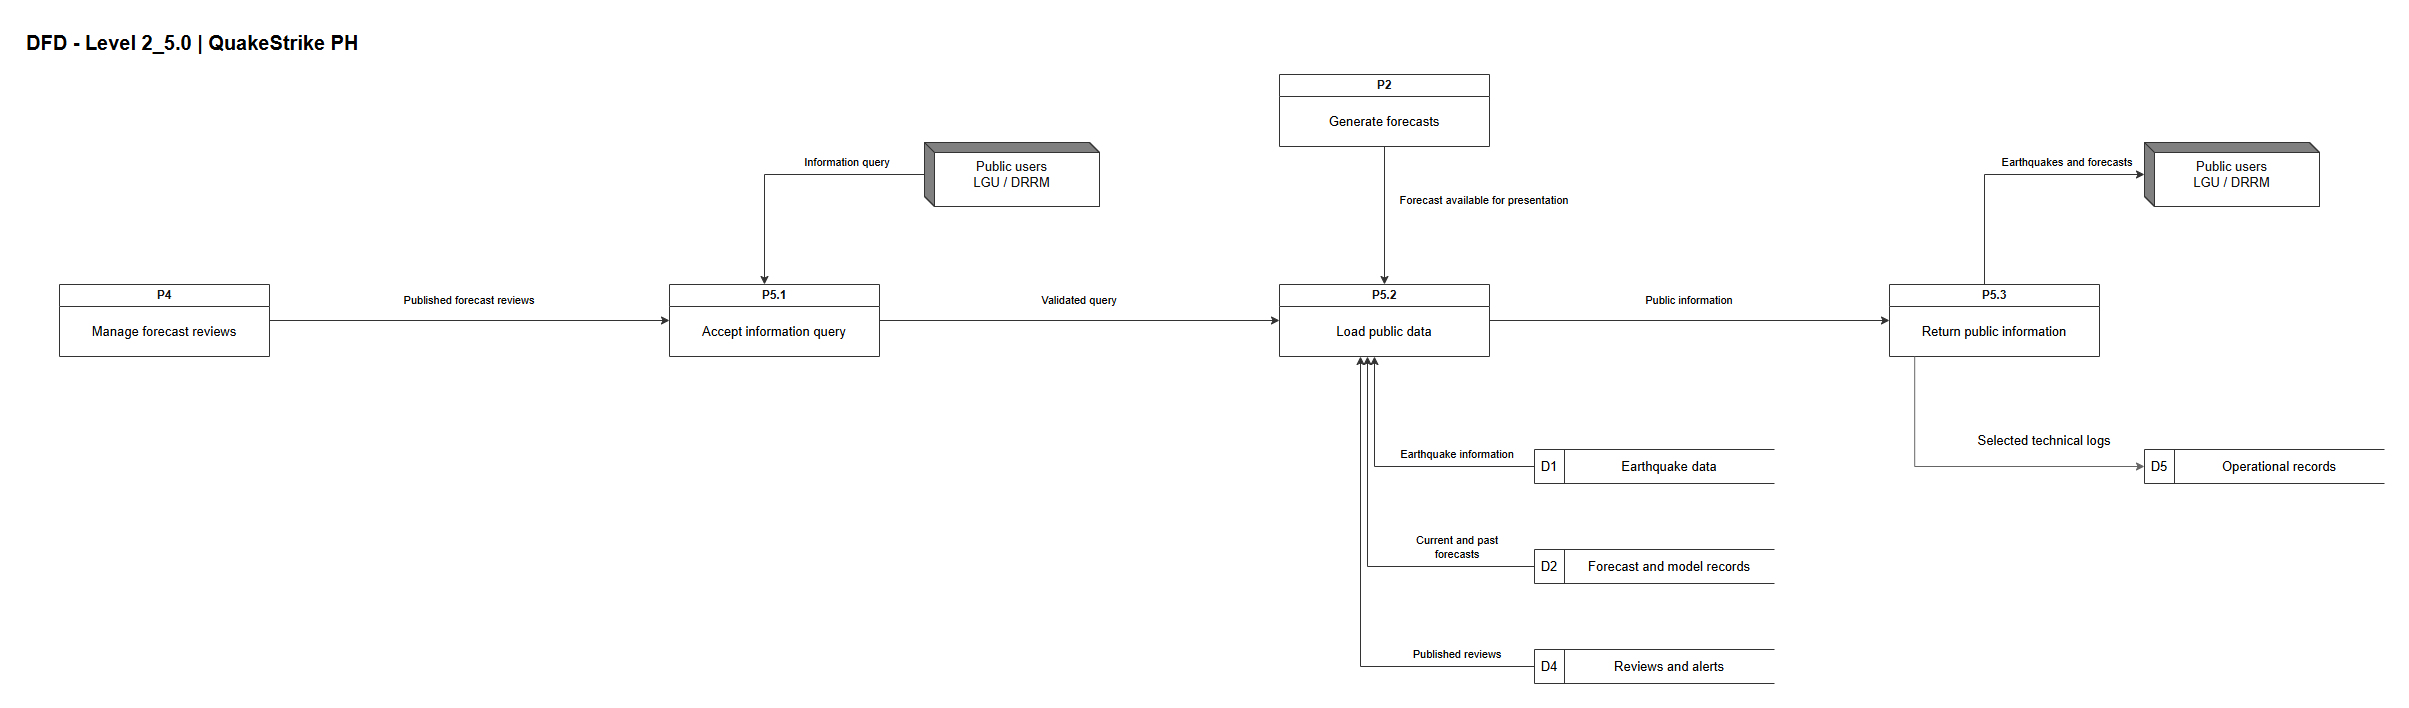 DFD - Level 2_5.0 | QuakeStrike PH
P2
Generate forecasts
Information query
Public users
LGU / DRRM
Earthquakes and forecasts
Public users
LGU / DRRM
Forecast available for presentation
P4
Manage forecast reviews
Published forecast reviews
P5.1
Accept information query
Validated query
P5.2
Load public data
Public information
P5.3
Return public information
Selected technical logs
Earthquake information
D1
Earthquake data
D5
Operational records
Current and past
forecasts
D2
Forecast and model records
Published reviews
D4
Reviews and alerts